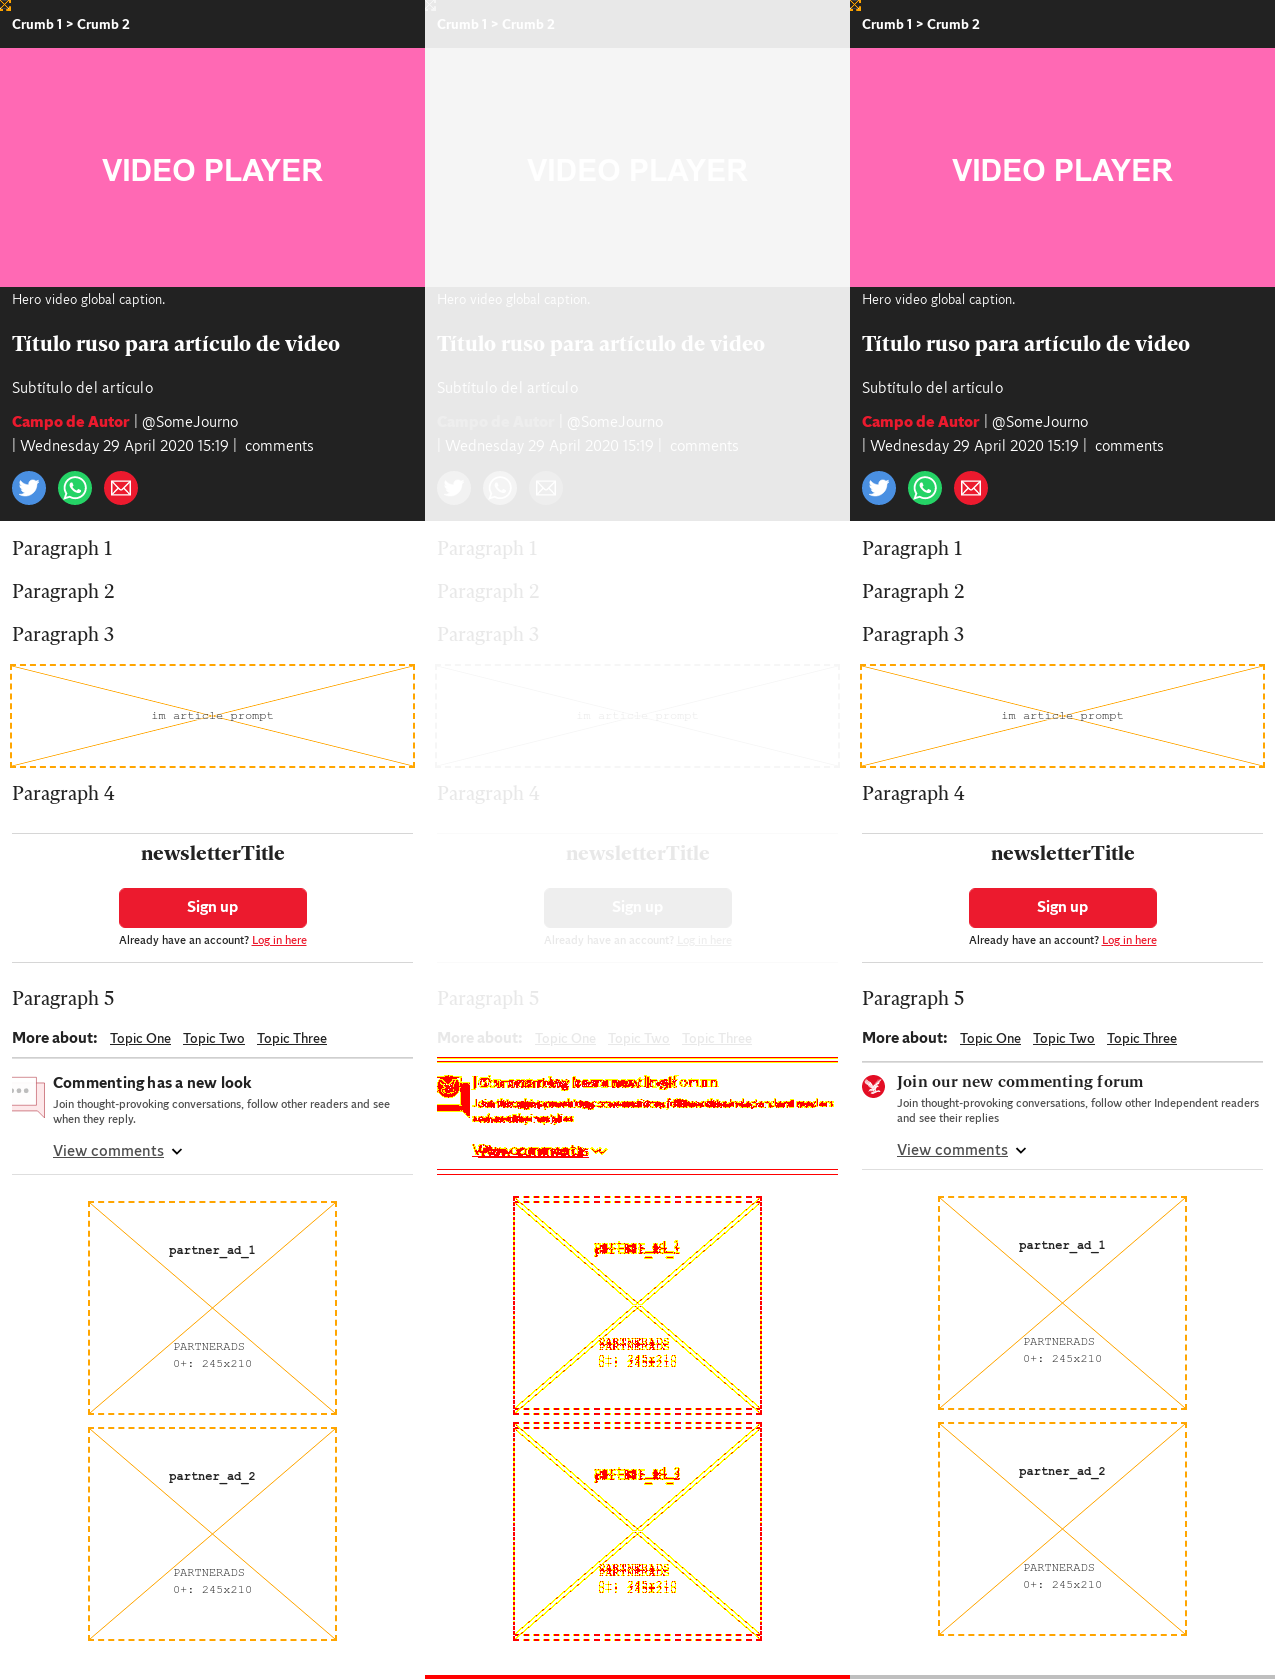 Crumb 1 > Crumb 2
VIDEO PLAYER
Hero video global caption.
Título ruso para artículo de video
Subtítulo del artículo
Campo de Autor | @SomeJourno
| Wednesday 29 April 2020 15:19 | comments
Paragraph 1
Paragraph 2
Paragraph 3
im article prompt
Paragraph 4
newsletterTitle
Sign up
Already have an account? Log in here
Paragraph 5
More about: Topic One Topic Two Topic Three
Commenting has a new look
Join thought-provoking conversations, follow other readers and see
when they reply.
View comments
partner_ad_1
PARTNERADS
0+: 245x210
partner_ad_2
PARTNERADS
0+: 245x210
Crumb 1 > Crumb 2
VIDEO PLAYER
Hero video global caption.
Título ruso para artículo de video
Subtítulo del artículo
Campo de Autor | @SomeJourno
| Wednesday 29 April 2020 15:19 | comments
Paragraph 1
Paragraph 2
Paragraph 3
im article prompt
Paragraph 4
newsletterTitle
Sign up
Already have an account? Log in here
Paragraph 5
More about: Topic One Topic Two Topic Three
Crumb 1 > Crumb 2
VIDEO PLAYER
Hero video global caption.
Título ruso para artículo de video
Subtítulo del artículo
Campo de Autor | @SomeJourno
| Wednesday 29 April 2020 15:19 | comments
Paragraph 1
Paragraph 2
Paragraph 3
im article prompt
Paragraph 4
newsletterTitle
Sign up
Already have an account? Log in here
Paragraph 5
More about: Topic One Topic Two Topic Three
Join our new commenting forum
Join thought-provoking conversations, follow other Independent readers
and see their replies
View comments
partner_ad_1
PARTNERADS
0+: 245x210
partner_ad_2
PARTNERADS
0+: 245x210